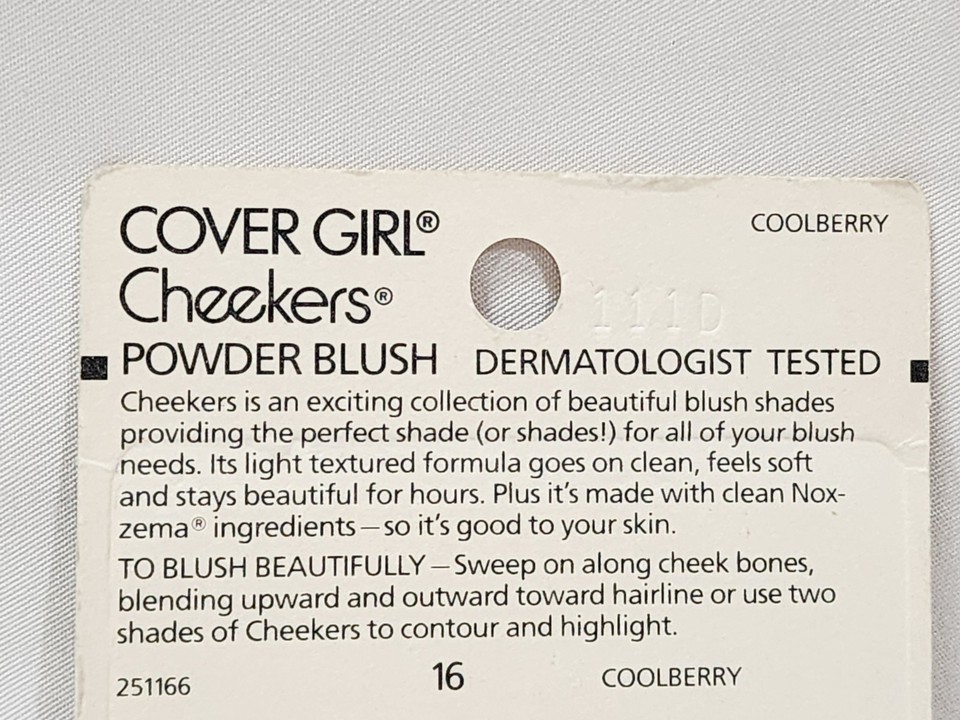 COVER GIRL®
COOLBERRY
Cheekers®
111D
POWDER BLUSH DERMATOLOGIST TESTED
Cheekers is an exciting collection of beautiful blush shades
providing the perfect shade (or shades!) for all of your blush
needs. Its light textured formula goes on clean, feels soft
and stays beautiful for hours. Plus it's made with clean Nox-
zema® ingredients—so it's good to your skin.
TO BLUSH BEAUTIFULLY—Sweep on along cheek bones,
blending upward and outward toward hairline or use two
shades of Cheekers to contour and highlight.
251166 16 COOLBERRY